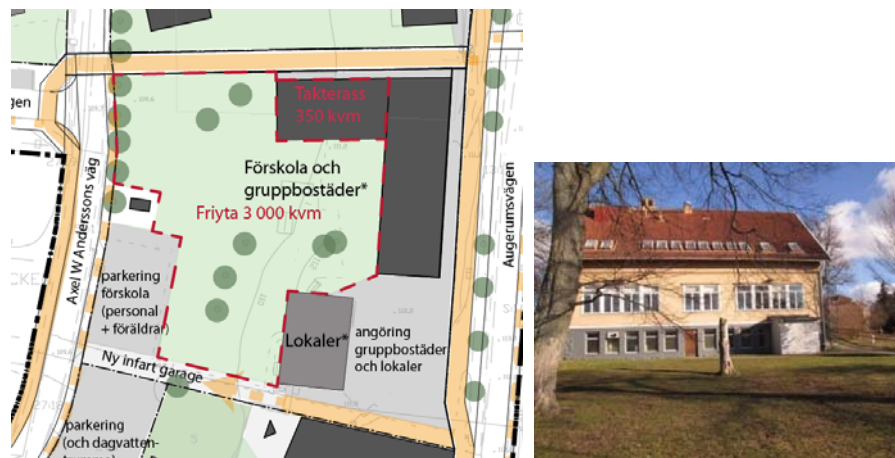 Takterass
350 kvm
gen
Förskola och
gruppbostäder*
Friyta 3 000 kvm
Axel W Anderssons väg
Augerumsvägen
parkering
förskola
(personal
+ föräldrar)
Lokaler*
angöring
gruppbostäder
och lokaler
Ny infart garage
parkering
(och dagvatten-